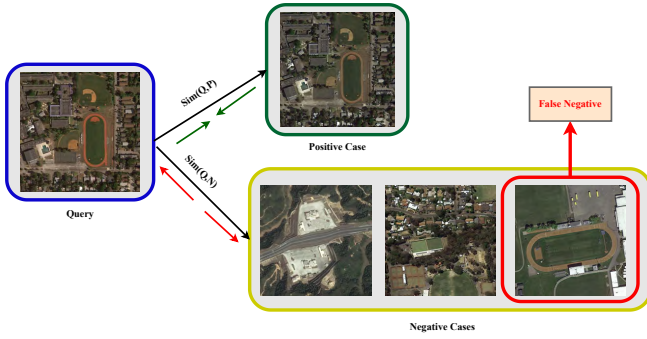 Sim(Q,P)
Positive Case
False Negative
Sim(Q,N)
Query
Negative Cases